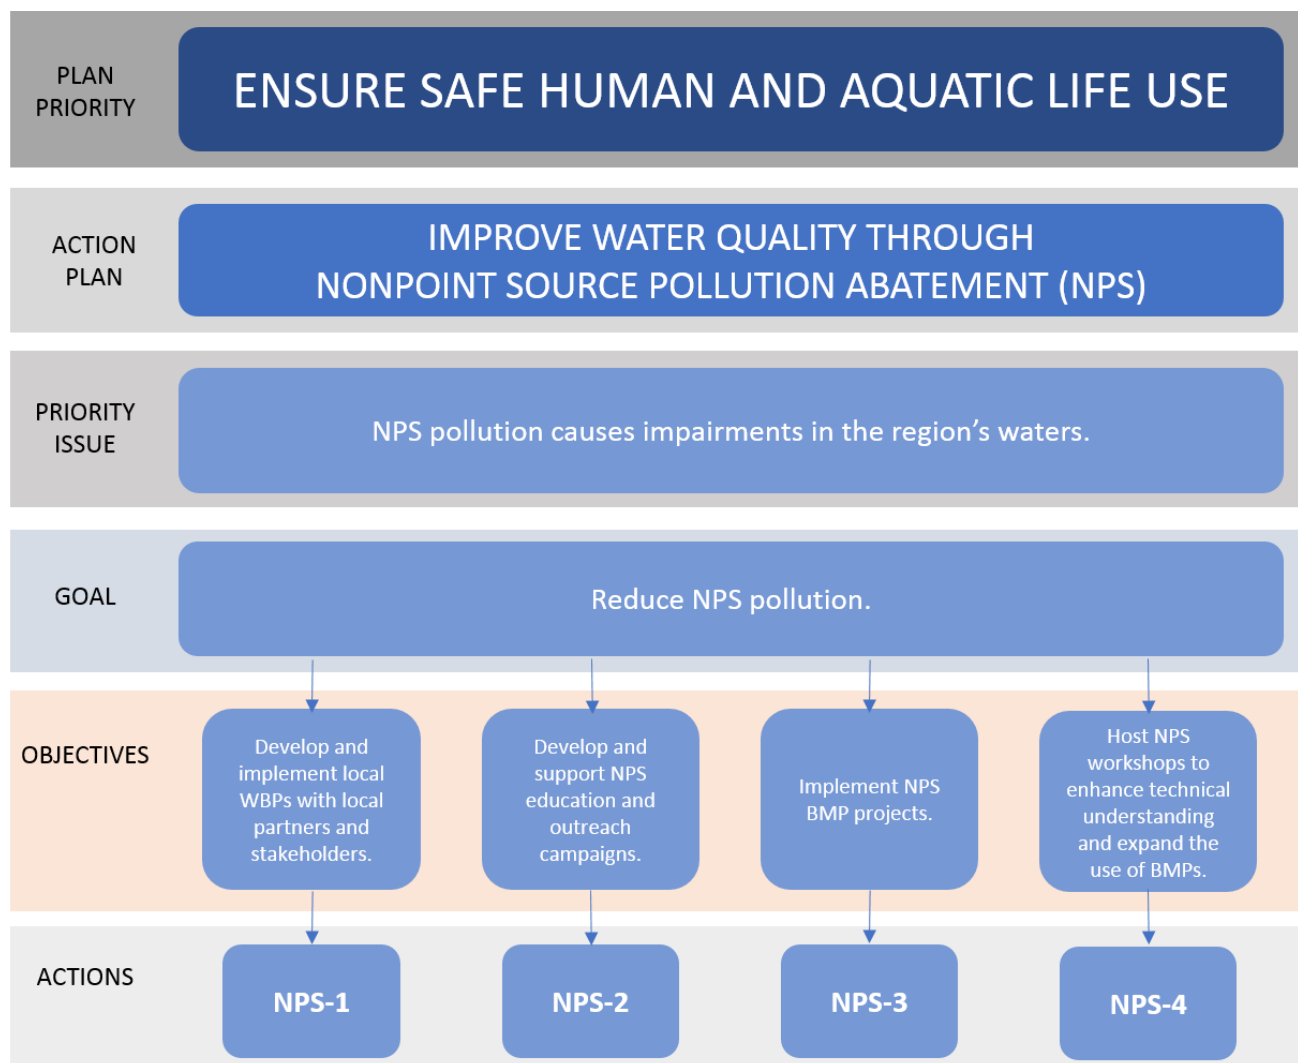 PLAN
PRIORITY
ENSURE SAFE HUMAN AND AQUATIC LIFE USE
ACTION
PLAN
IMPROVE WATER QUALITY THROUGH
NONPOINT SOURCE POLLUTION ABATEMENT (NPS)
PRIORITY
ISSUE
NPS pollution causes impairments in the region’s waters.
GOAL
Reduce NPS pollution.
OBJECTIVES
Develop and
implement local
WBPs with local
partners and
stakeholders.
Develop and
support NPS
education and
outreach
campaigns.
Implement NPS
BMP projects.
Host NPS
workshops to
enhance technical
understanding
and expand the
use of BMPs.
ACTIONS
NPS-1
NPS-2
NPS-3
NPS-4